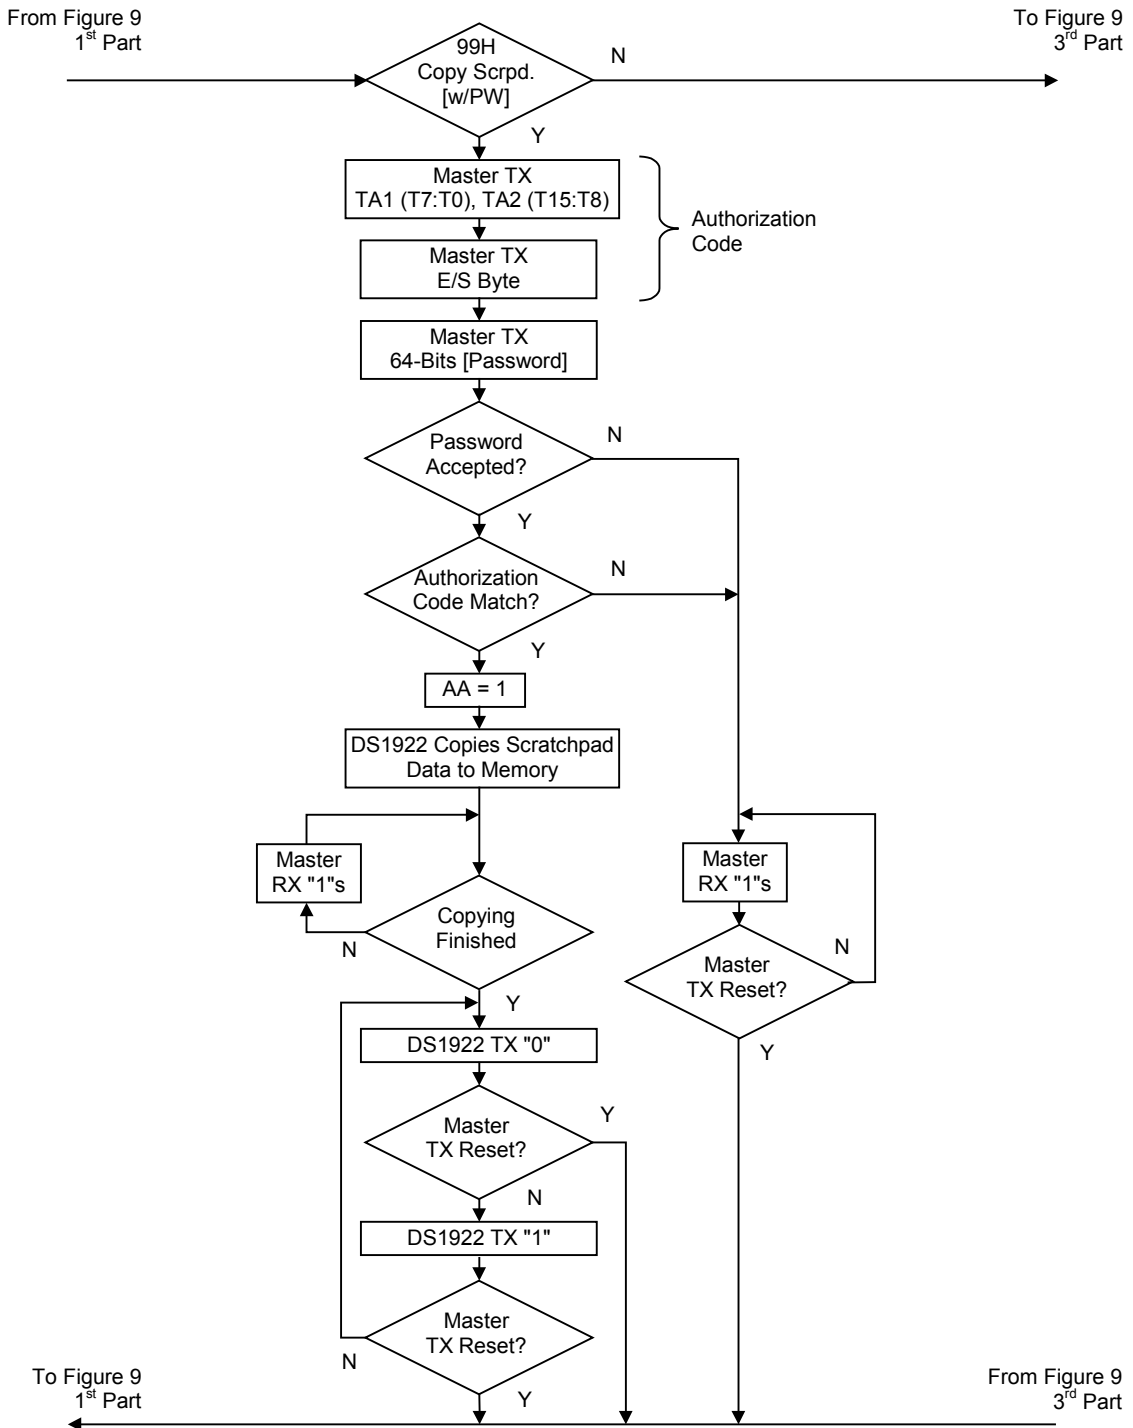 From Figure 9
1st Part
To Figure 9
3rd Part
99H
Copy Scrpd.
[w/PW]
N
Y
Master TX
TA1 (T7:T0), TA2 (T15:T8)
Authorization
Code
Master TX
E/S Byte
Master TX
64-Bits [Password]
Password
Accepted?
N
Y
Authorization
Code Match?
N
Y
AA = 1
DS1922 Copies Scratchpad
Data to Memory
Master
RX "1"s
Copying
Finished
N
Y
Master
RX "1"s
Master
TX Reset?
N
Y
DS1922 TX "0"
Master
TX Reset?
Y
N
DS1922 TX "1"
Master
TX Reset?
N
Y
To Figure 9
1st Part
From Figure 9
3rd Part